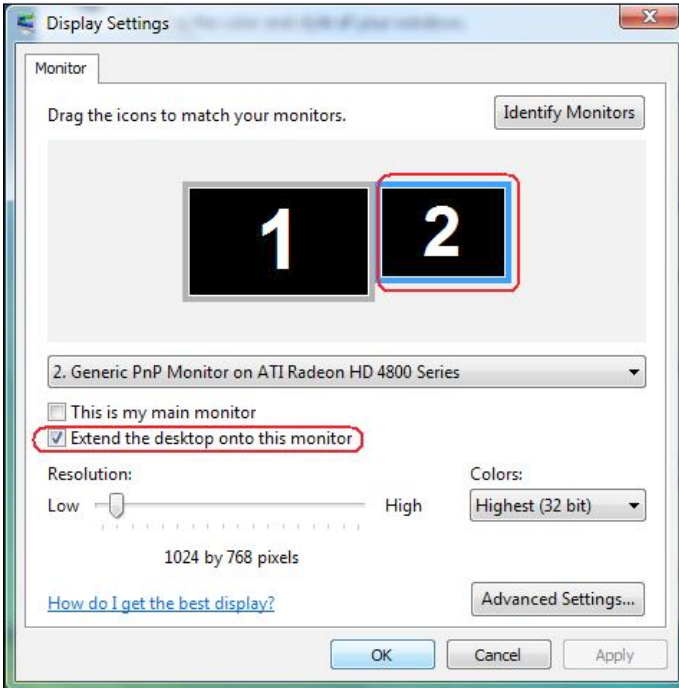 Display Settings
Monitor
Drag the icons to match your monitors.
Identify Monitors
1
2
2. Generic PnP Monitor on ATI Radeon HD 4800 Series
This is my main monitor
Extend the desktop onto this monitor
Resolution:
Colors:
Low
High
Highest (32 bit)
1024 by 768 pixels
How do I get the best display?
Advanced Settings...
OK
Cancel
Apply